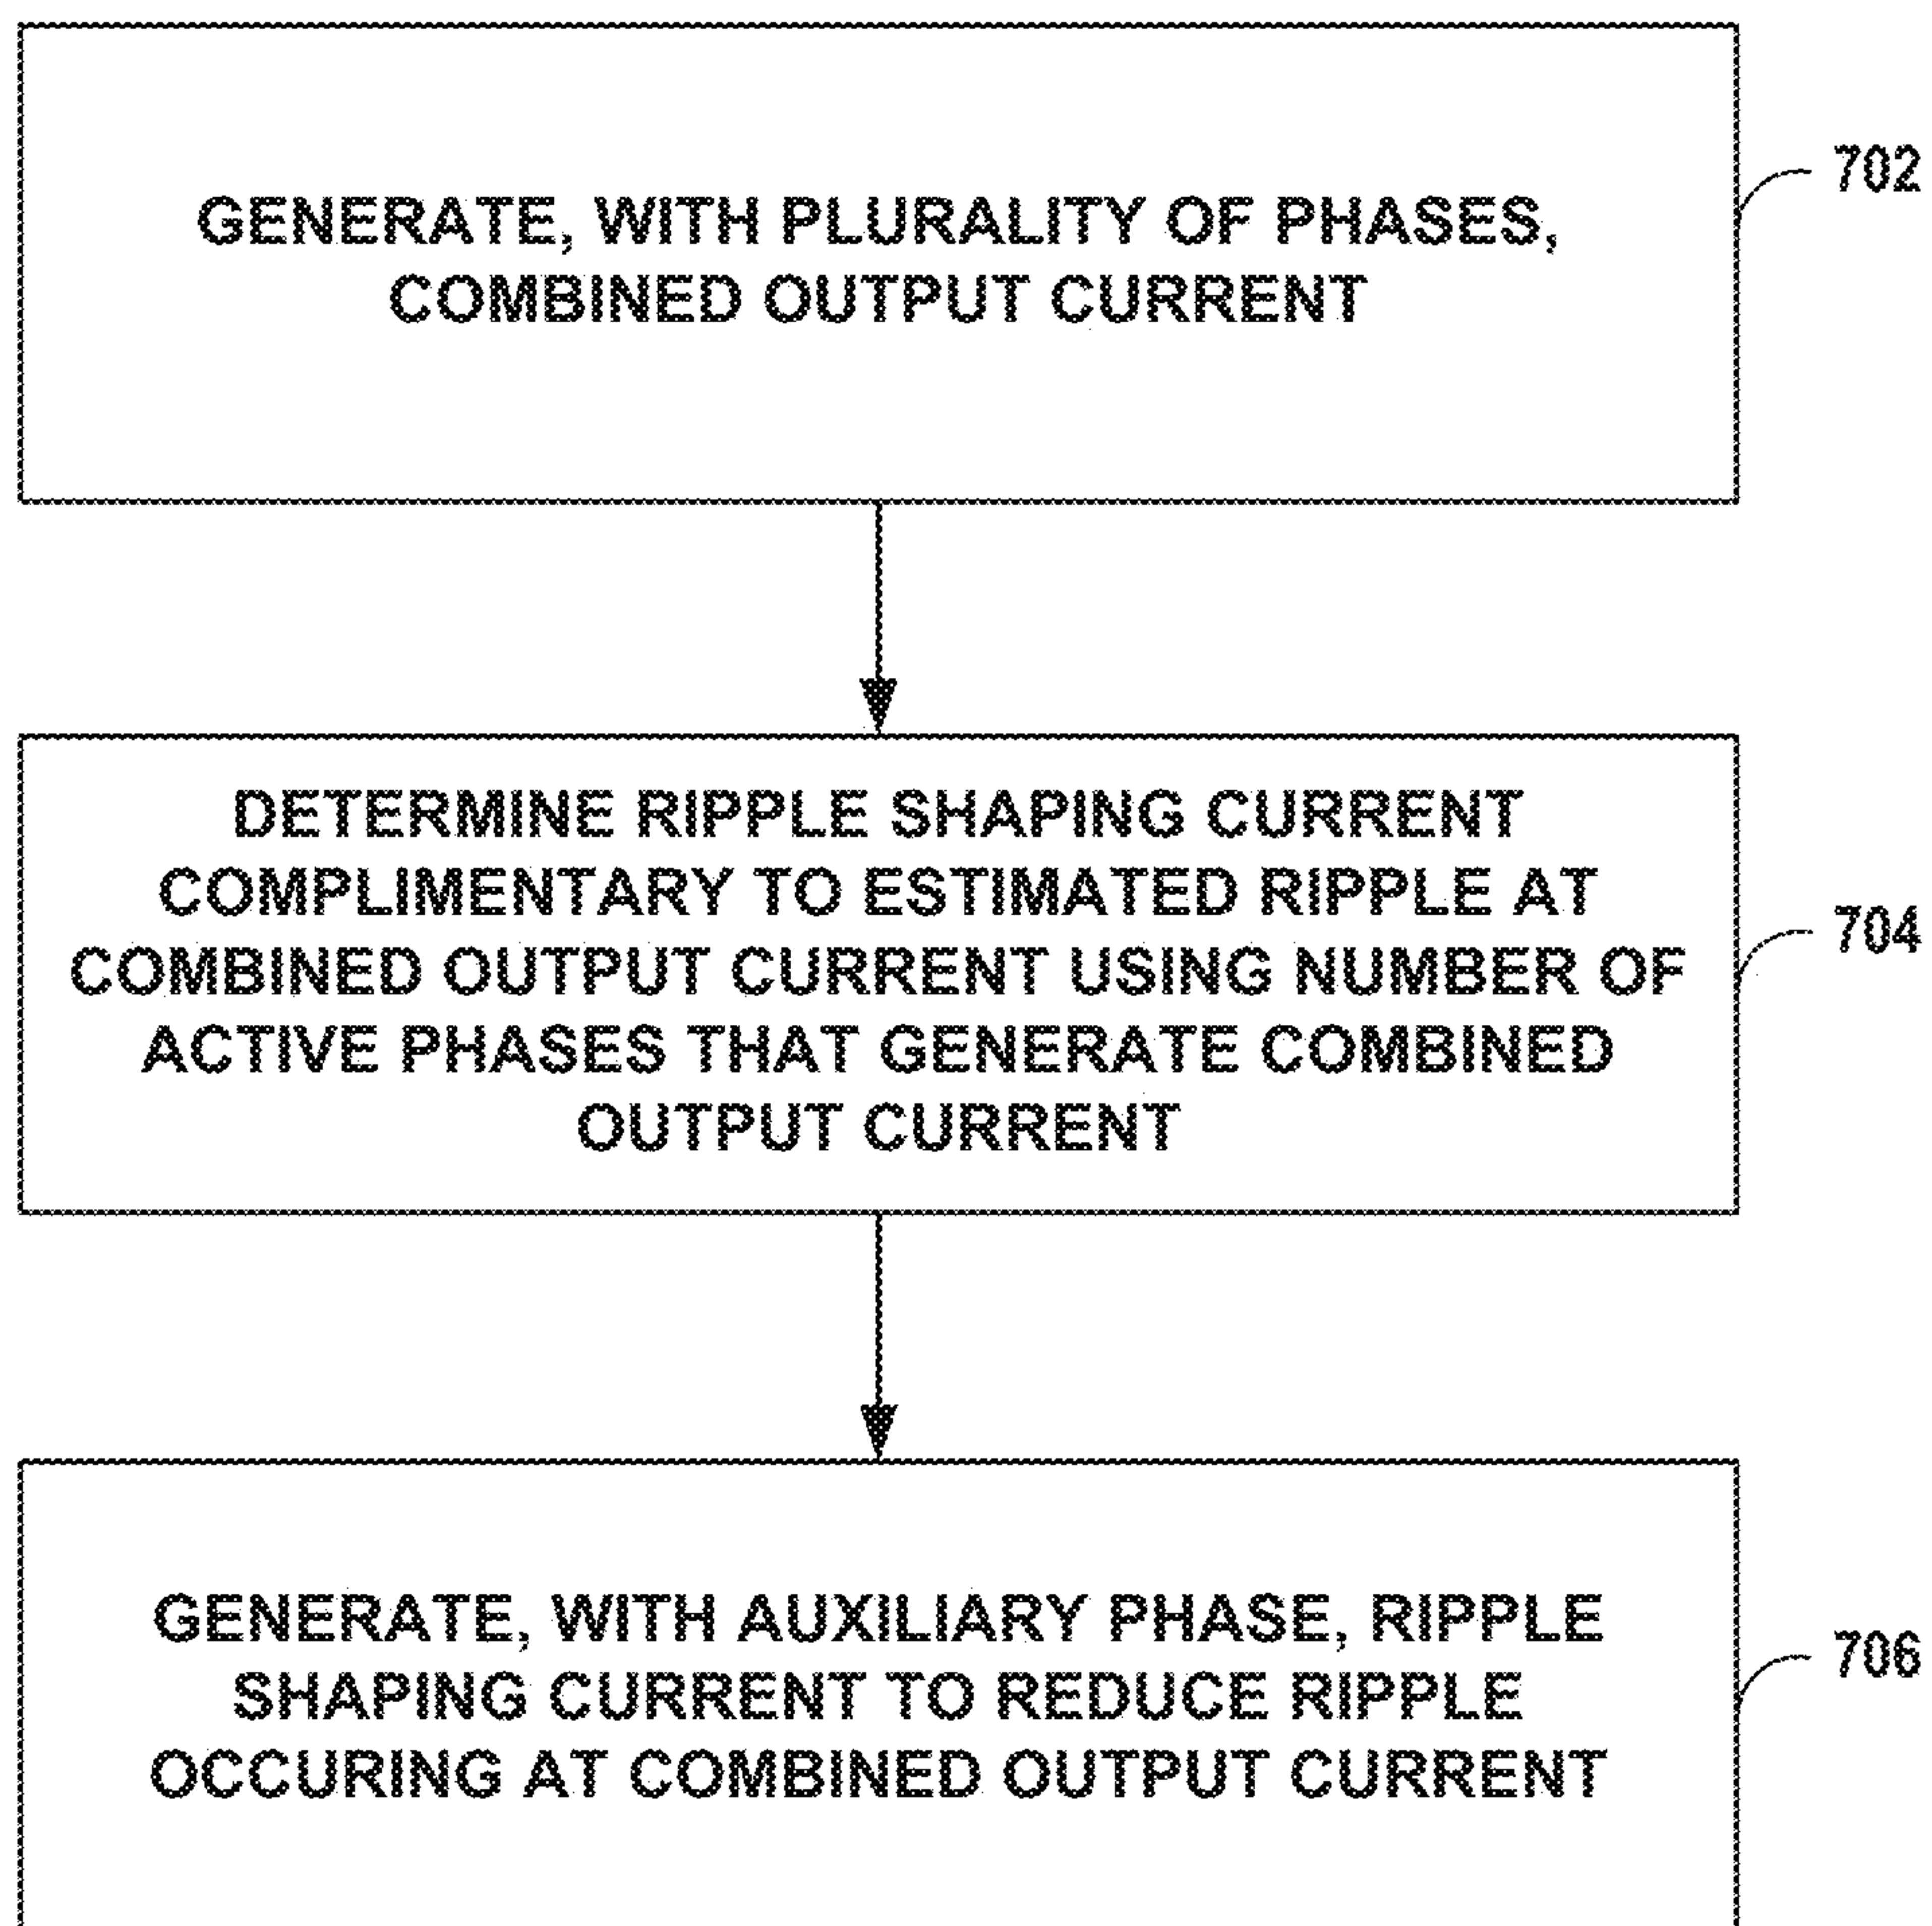 GENERATE, WITH PLURALITY OF PHASES,
COMBINED OUTPUT CURRENT
702
DETERMINE RIPPLE SHAPING CURRENT
COMPLIMENTARY TO ESTIMATED RIPPLE AT
COMBINED OUTPUT CURRENT USING NUMBER OF
ACTIVE PHASES THAT GENERATE COMBINED
OUTPUT CURRENT
704
GENERATE, WITH AUXILIARY PHASE, RIPPLE
SHAPING CURRENT TO REDUCE RIPPLE
OCCURING AT COMBINED OUTPUT CURRENT
706